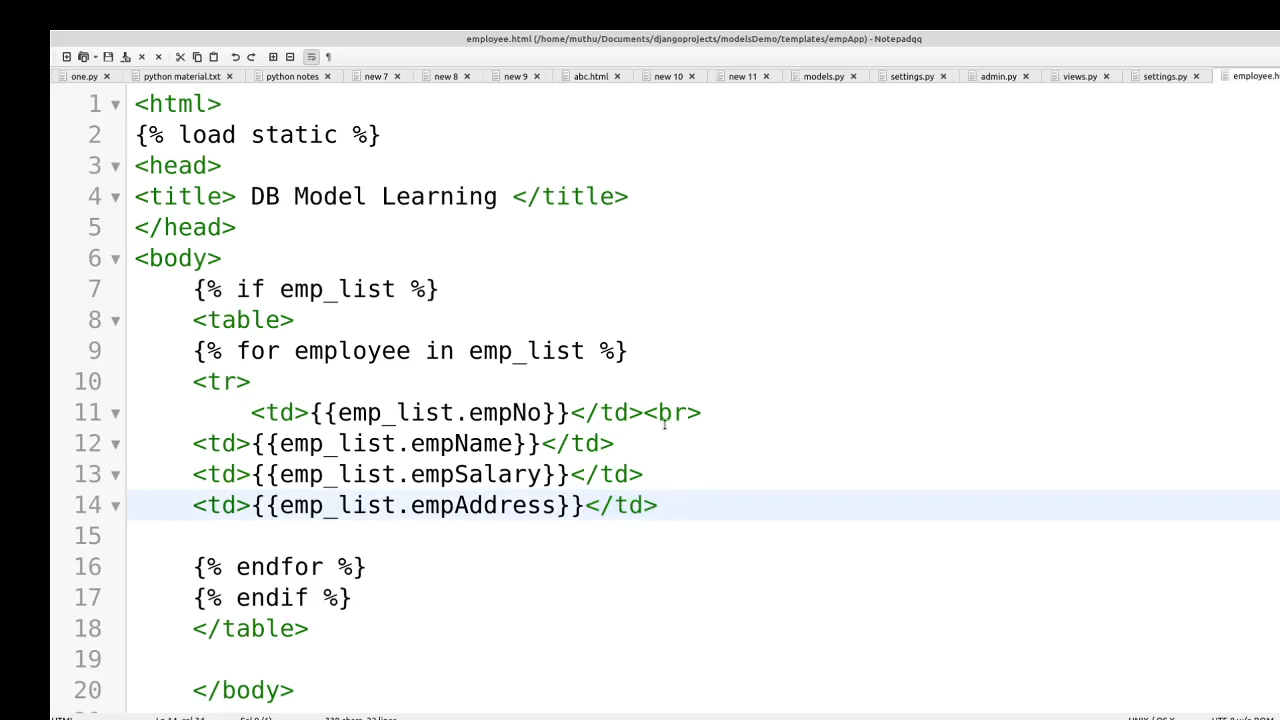 employee.html (/home/muthu/Documents/djangoprojects/modelsDemo/templates/empApp) - Notepadqq
one.py python material.txt python notes new 7 new 8 new 9 abc.html new 10 new 11 models.py settings.py admin.py views.py settings.py
1 <html>
2 {% load static %}
3 <head>
4 <title> DB Model Learning </title>
5 </head>
6 <body>
7 {% if emp_list %}
8 <table>
9 {% for employee in emp_list %}
10 <tr>
11 <td>{{emp_list.empNo}}</td><br>
12 <td>{{emp_list.empName}}</td>
13 <td>{{emp_list.empSalary}}</td>
14 <td>{{emp_list.empAddress}}</td>
15
16 {% endfor %}
17 {% endif %}
18 </table>
19
20 </body>